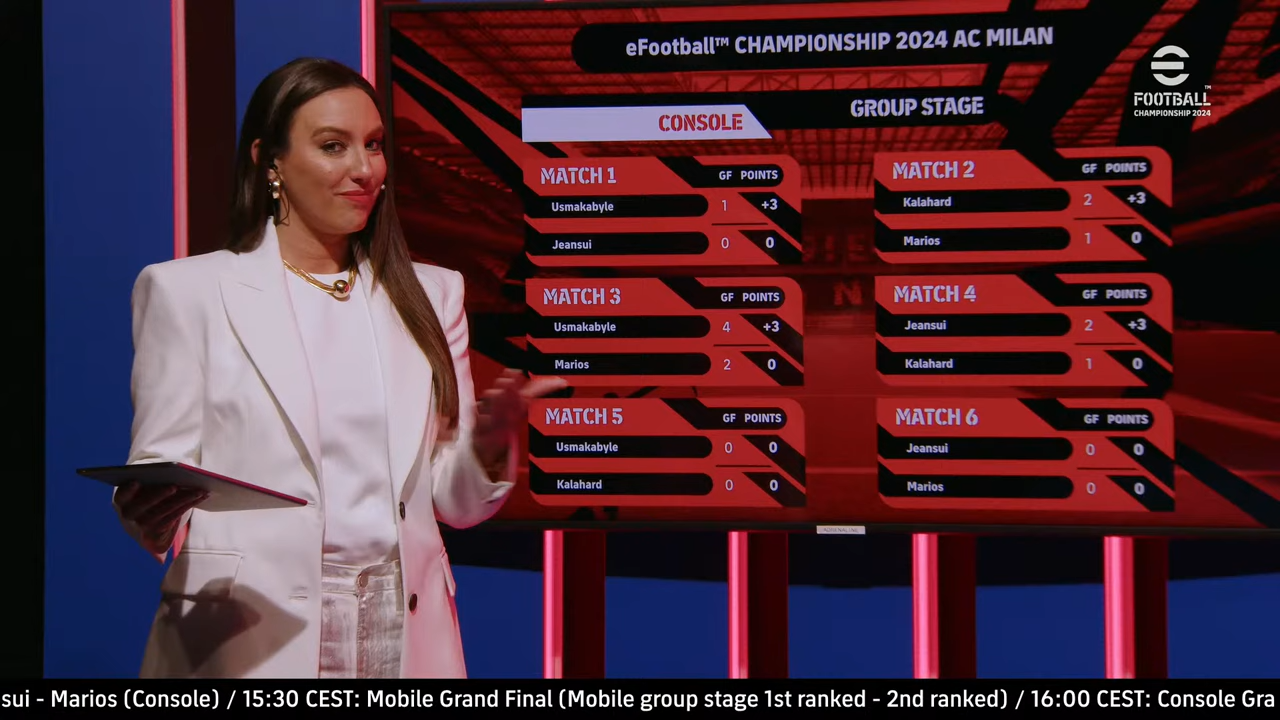 eFootball™ CHAMPIONSHIP 2024 AC MILAN
FOOTBALL™
CHAMPIONSHIP 2024
CONSOLE
GROUP STAGE
MATCH 1 GF POINTS
Usmakabyle 1 +3
Jeansui 0 0
MATCH 2 GF POINTS
Kalahard 2 +3
Marios 1 0
MATCH 3 GF POINTS
Usmakabyle 4 +3
Marios 2 0
MATCH 4 GF POINTS
Jeansui 2 +3
Kalahard 1 0
MATCH 5 GF POINTS
Usmakabyle 0 0
Kalahard 0 0
MATCH 6 GF POINTS
Jeansui 0 0
Marios 0 0
sui - Marios (Console) / 15:30 CEST: Mobile Grand Final (Mobile group stage 1st ranked - 2nd ranked) / 16:00 CEST: Console Gra